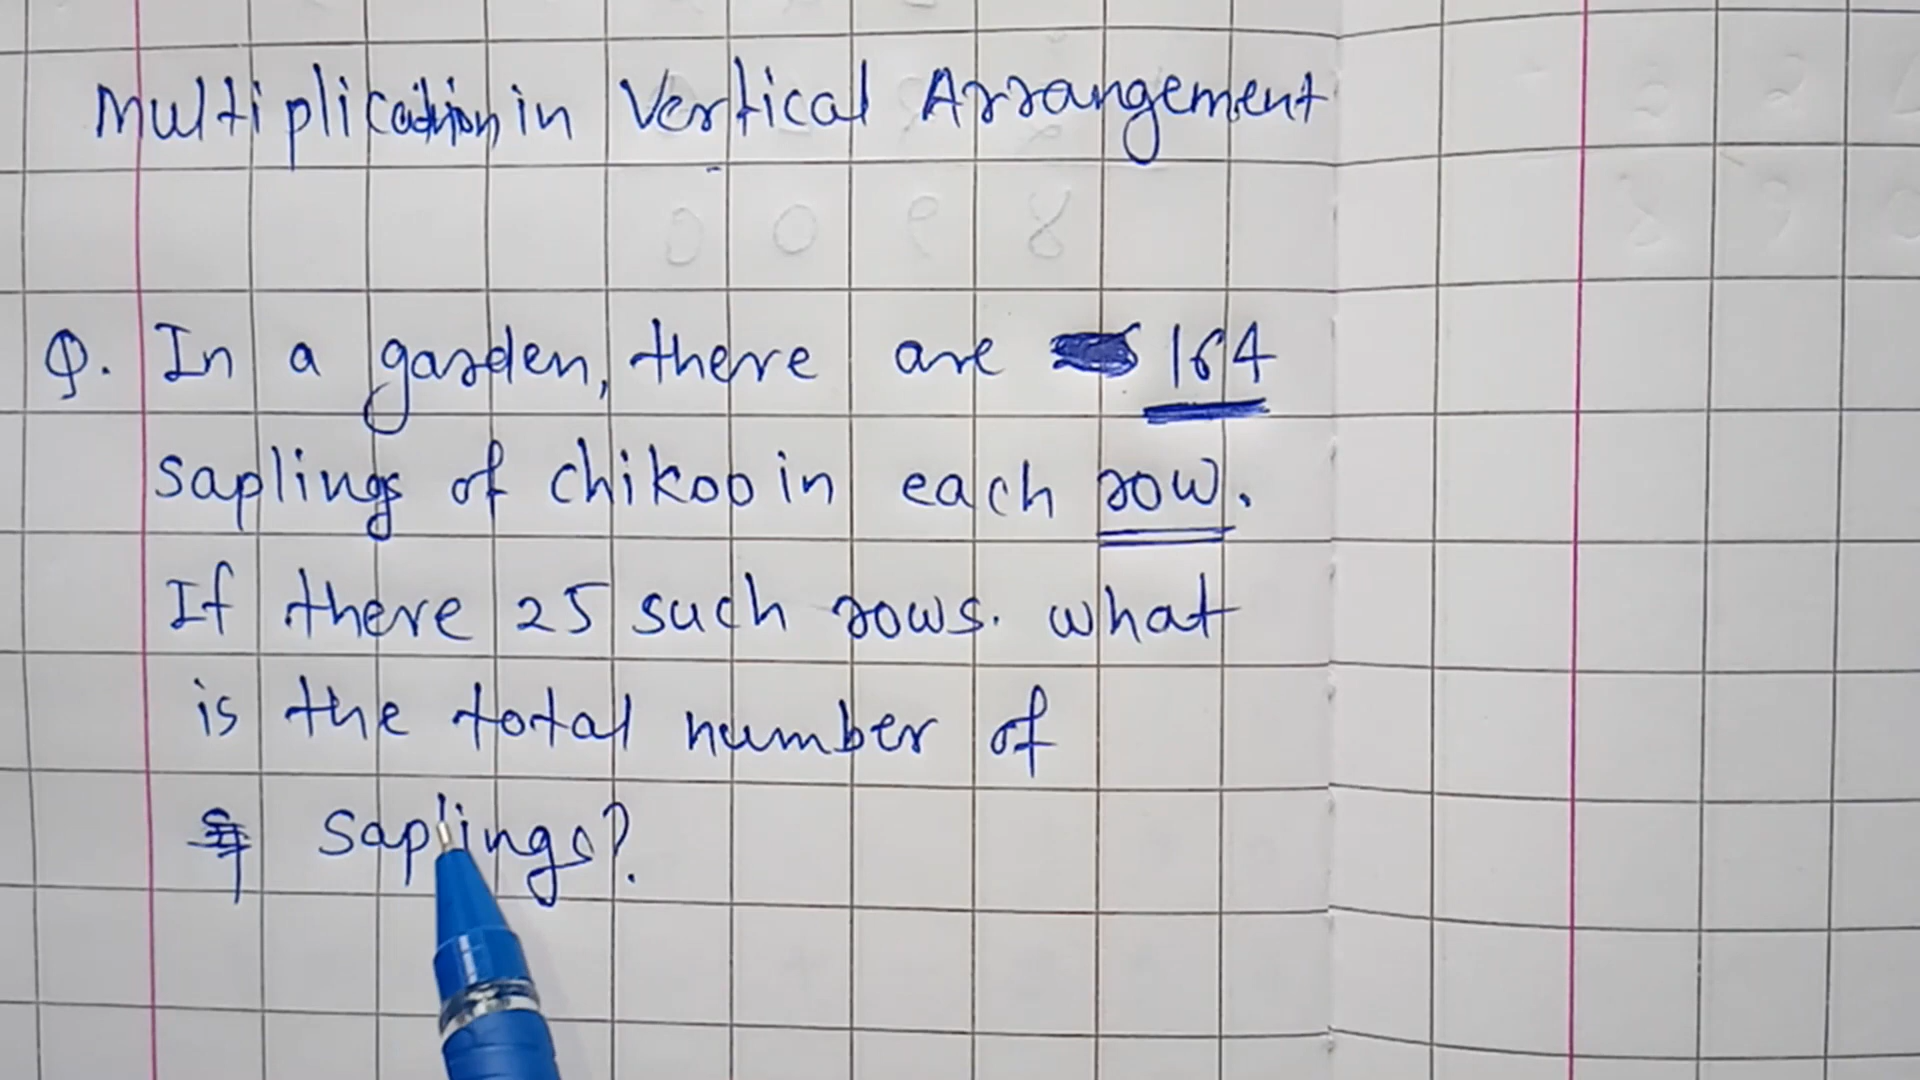 Multiplication in Vertical Arrangement
Q. In a garden, there are 164
saplings of chikoo in each row.
If there 25 such rows. what
is the total number of
saplings?